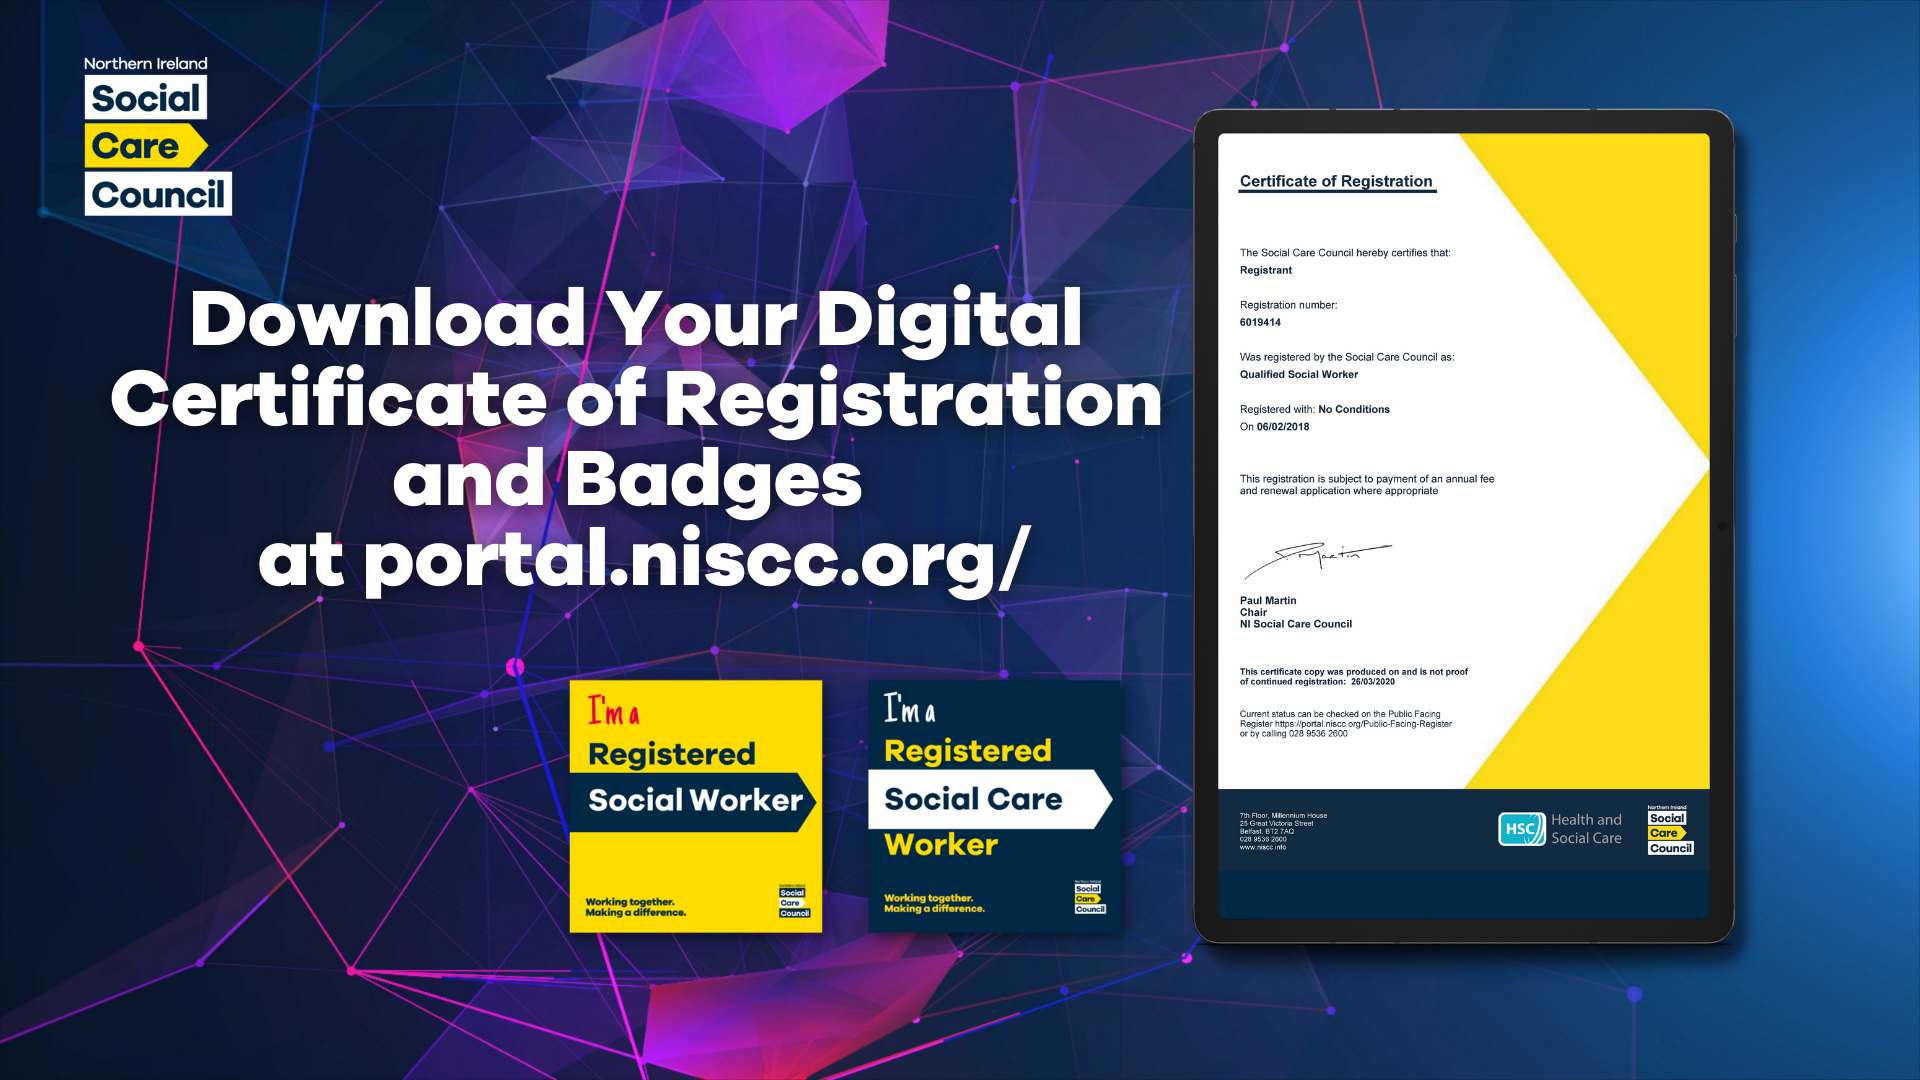 Northern Ireland
Social
Care
Council
Download Your Digital
Certificate of Registration
and Badges
at portal.niscc.org/
I'm a
Registered
Social Worker
Working together.
Making a difference.
Northern Ireland
Social
Care
Council
I'm a
Registered
Social Care
Worker
Working together.
Making a difference.
Northern Ireland
Social
Care
Council
Certificate of Registration
The Social Care Council hereby certifies that:
Registrant
Registration number:
6019414
Was registered by the Social Care Council as:
Qualified Social Worker
Registered with: No Conditions
On 06/02/2018
This registration is subject to payment of an annual fee
and renewal application where appropriate
P Martin
Paul Martin
Chair
NI Social Care Council
This certificate copy was produced on and is not proof
of continued registration: 26/03/2020
Current status can be checked on the Public Facing
Register https://portal.niscc.org/Public-Facing-Register
or by calling 028 9536 2600
7th Floor, Millennium House
25 Great Victoria Street
Belfast, BT2 7AQ
028 9536 2600
www.niscc.info
HSC Health and
Social Care
Northern Ireland
Social
Care
Council